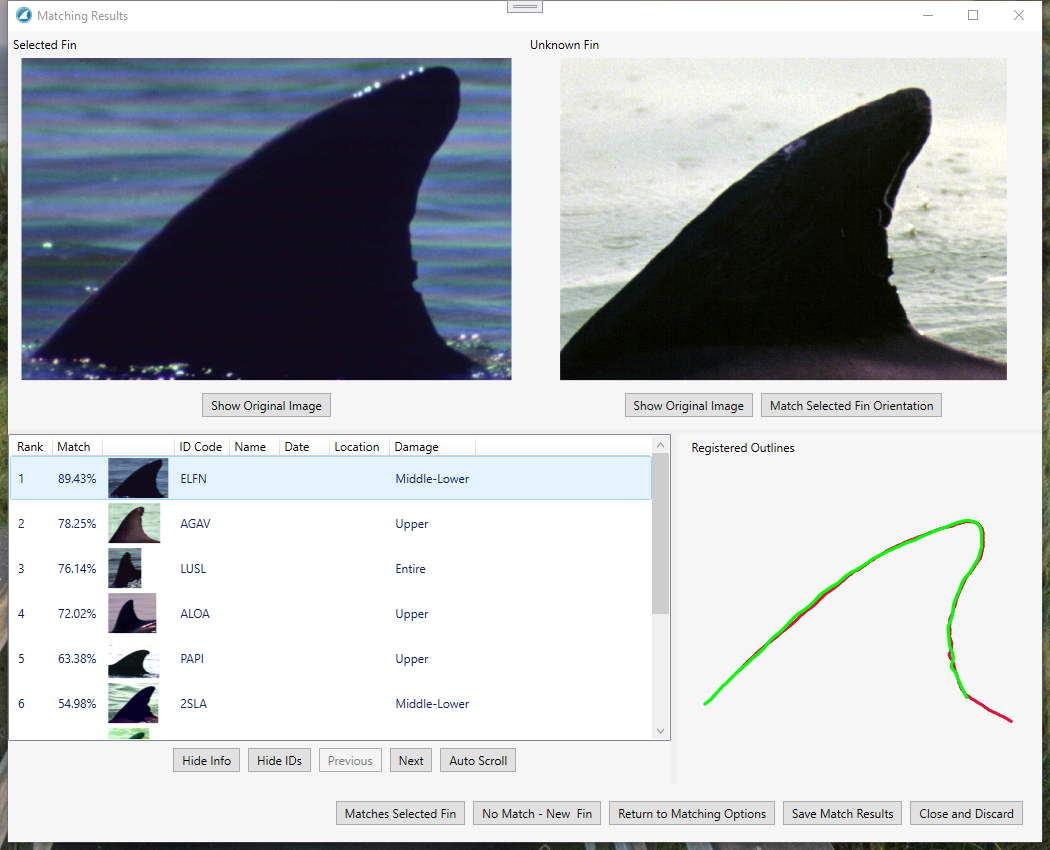 Matching Results
Selected Fin
Unknown Fin
Show Original Image
Show Original Image
Match Selected Fin Orientation
Rank Match ID Code Name Date Location Damage
1 89.43% ELFN Middle-Lower
2 78.25% AGAV Upper
3 76.14% LUSL Entire
4 72.02% ALOA Upper
5 63.38% PAPI Upper
6 54.98% 2SLA Middle-Lower
Registered Outlines
Hide Info
Hide IDs
Previous
Next
Auto Scroll
Matches Selected Fin
No Match - New Fin
Return to Matching Options
Save Match Results
Close and Discard